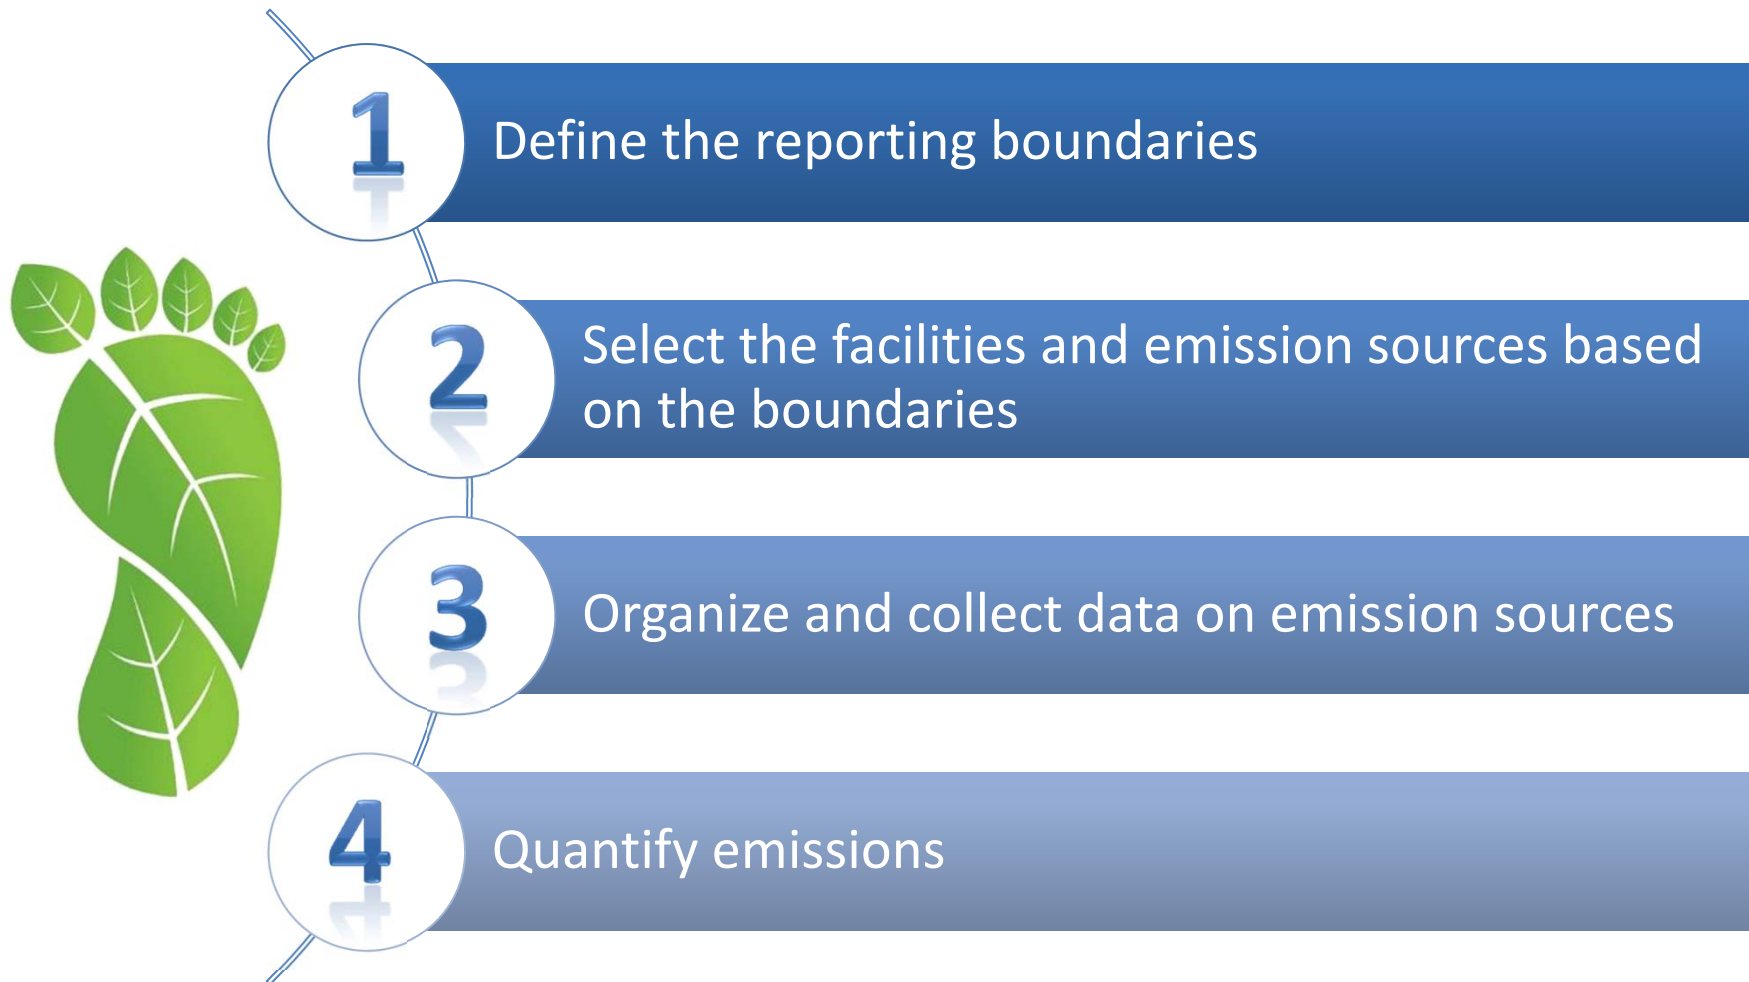 1
Define the reporting boundaries
2
Select the facilities and emission sources based
on the boundaries
3
Organize and collect data on emission sources
4
Quantify emissions